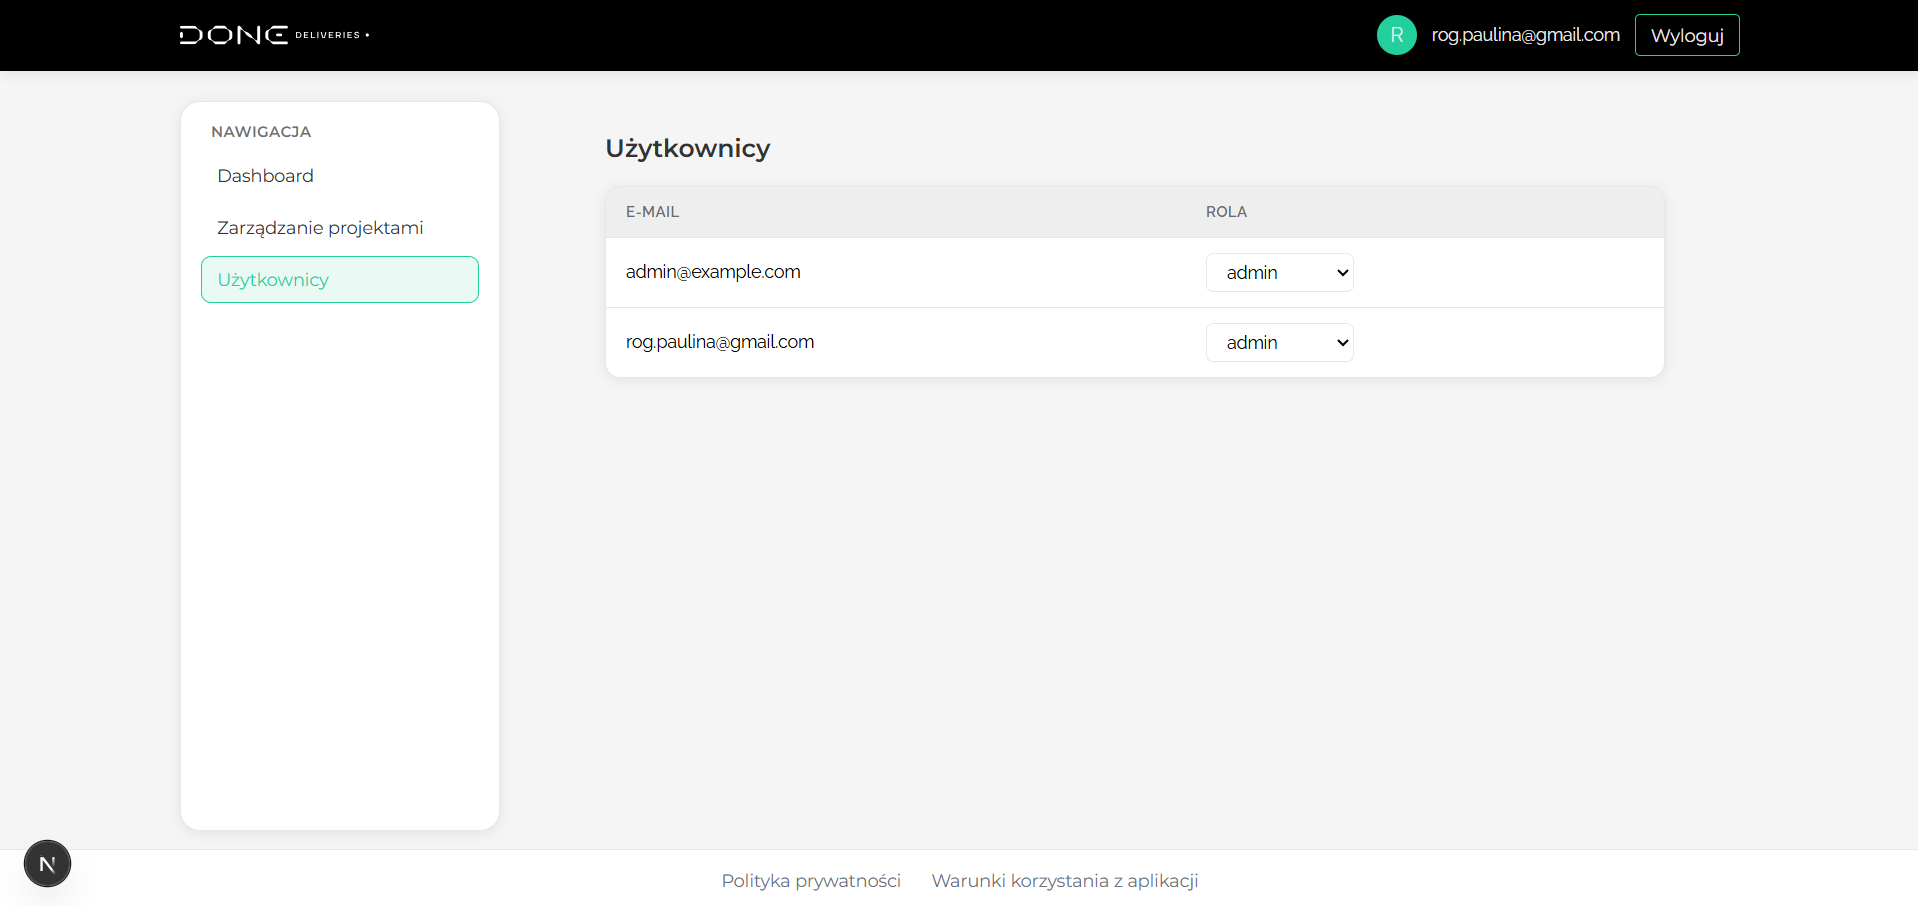 DONE DELIVERIES •
R rog.paulina@gmail.com Wyloguj
NAWIGACJA
Dashboard
Zarządzanie projektami
Użytkownicy
Użytkownicy
E-MAIL ROLA
admin@example.com admin
rog.paulina@gmail.com admin
N
Polityka prywatności Warunki korzystania z aplikacji